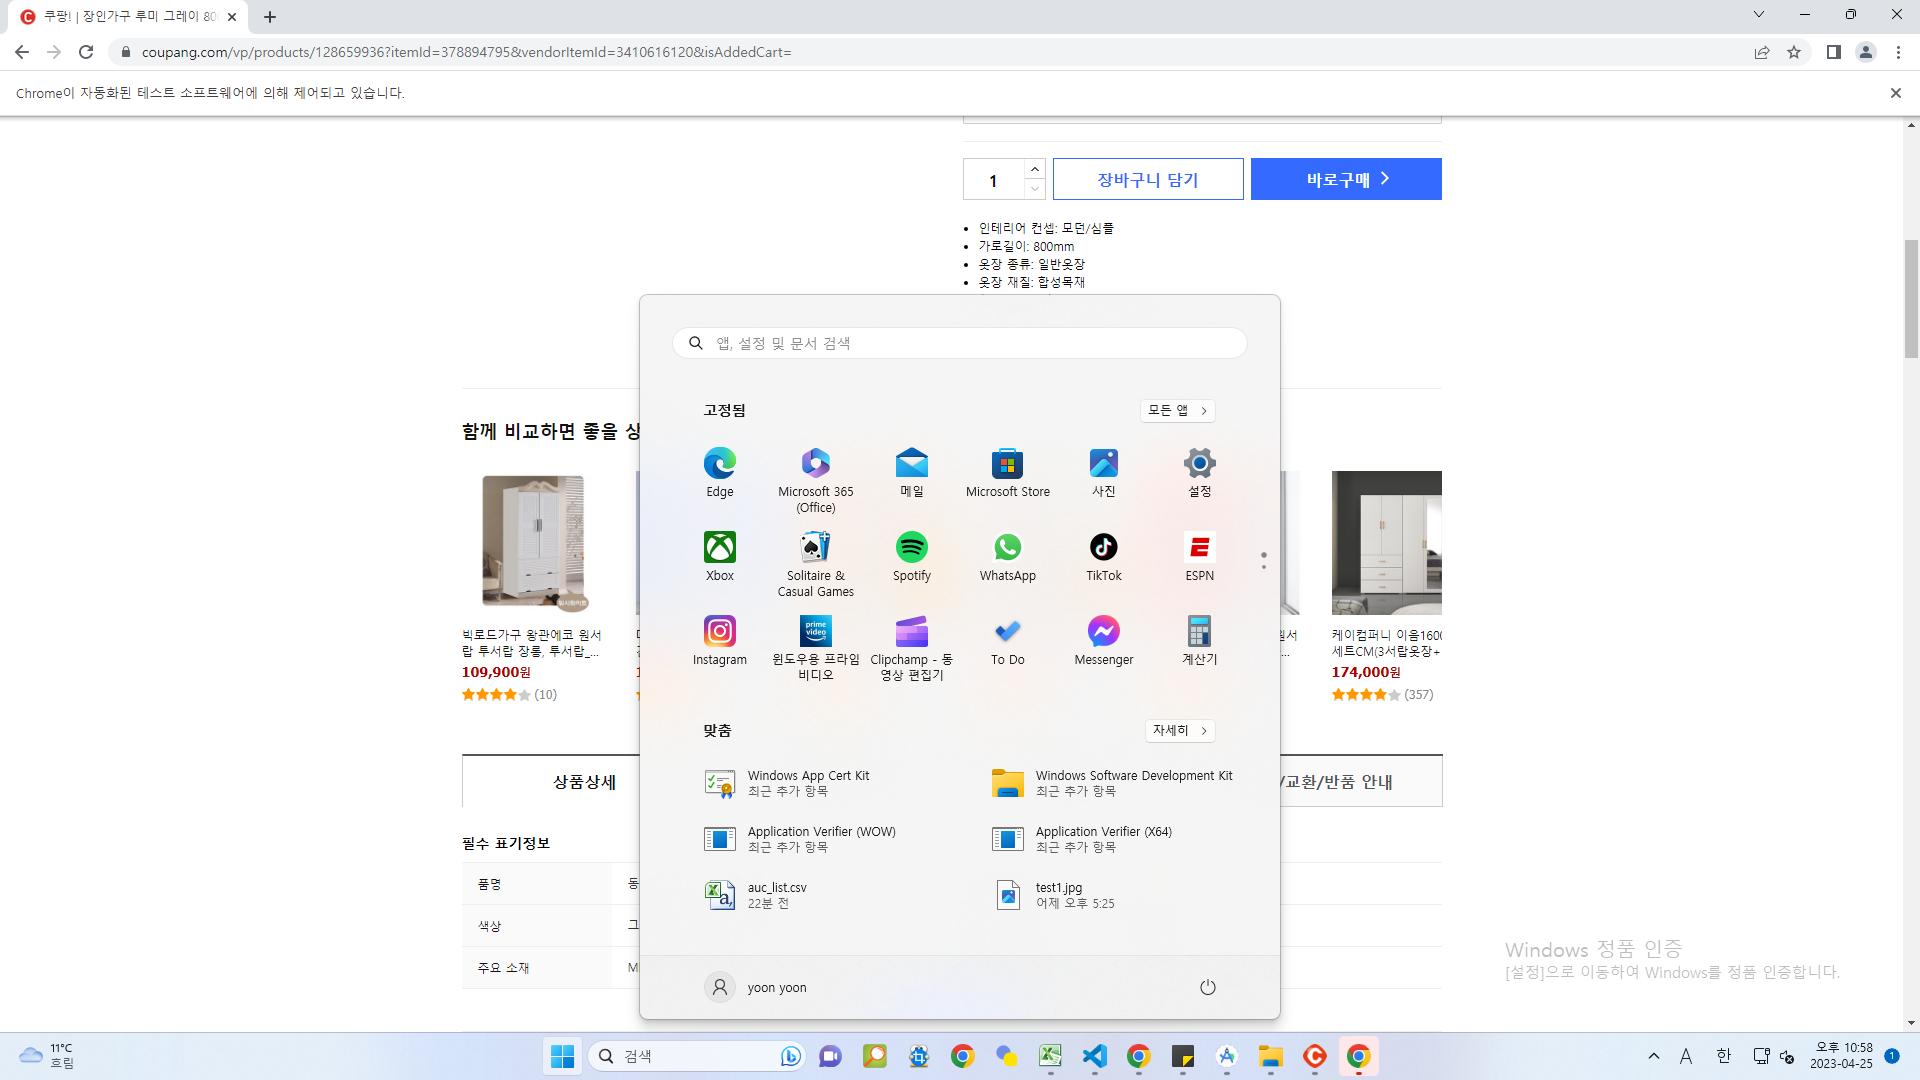 쿠팡! | 장인가구 루미 그레이 80
coupang.com/vp/products/128659936?itemId=378894795&vendorItemId=3410616120&isAddedCart=
Chrome이 자동화된 테스트 소프트웨어에 의해 제어되고 있습니다.
1
장바구니 담기
바로구매
인테리어 컨셉: 모던/심플
가로길이: 800mm
옷장 종류: 일반옷장
옷장 재질: 합성목재
앱, 설정 및 문서 검색
고정됨
모든 앱
함께 비교하면 좋을 상
Edge
Microsoft 365
(Office)
메일
Microsoft Store
사진
설정
Xbox
Solitaire &
Casual Games
Spotify
WhatsApp
TikTok
ESPN
prime
video
Instagram
윈도우용 프라임
비디오
Clipchamp - 동
영상 편집기
To Do
Messenger
계산기
빅로드가구 왕관에코 원서
랍 투서랍 장롱, 투서랍_...
109,900원
(10)
케이컴퍼니 이음1600
세트CM(3서랍옷장+
174,000원
(357)
맞춤
자세히
Windows App Cert Kit
최근 추가 항목
Windows Software Development Kit
최근 추가 항목
상품상세
/교환/반품 안내
Application Verifier (WOW)
최근 추가 항목
Application Verifier (X64)
최근 추가 항목
필수 표기정보
품명
동
auc_list.csv
22분 전
test1.jpg
어제 오후 5:25
색상
그
주요 소재
yoon yoon
Windows 정품 인증
[설정]으로 이동하여 Windows를 정품 인증합니다.
11°C
흐림
검색
A
한
오후 10:58
2023-04-25
1